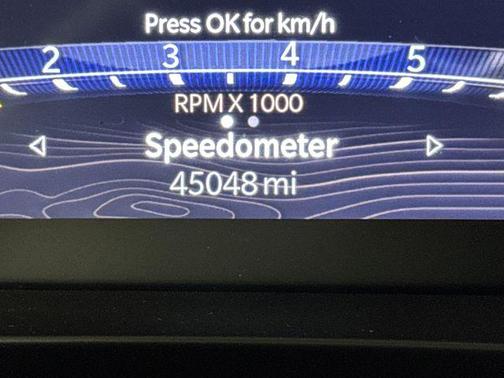 Press OK for km/h
2 3 4 5
RPM X 1000
Speedometer
45048 mi